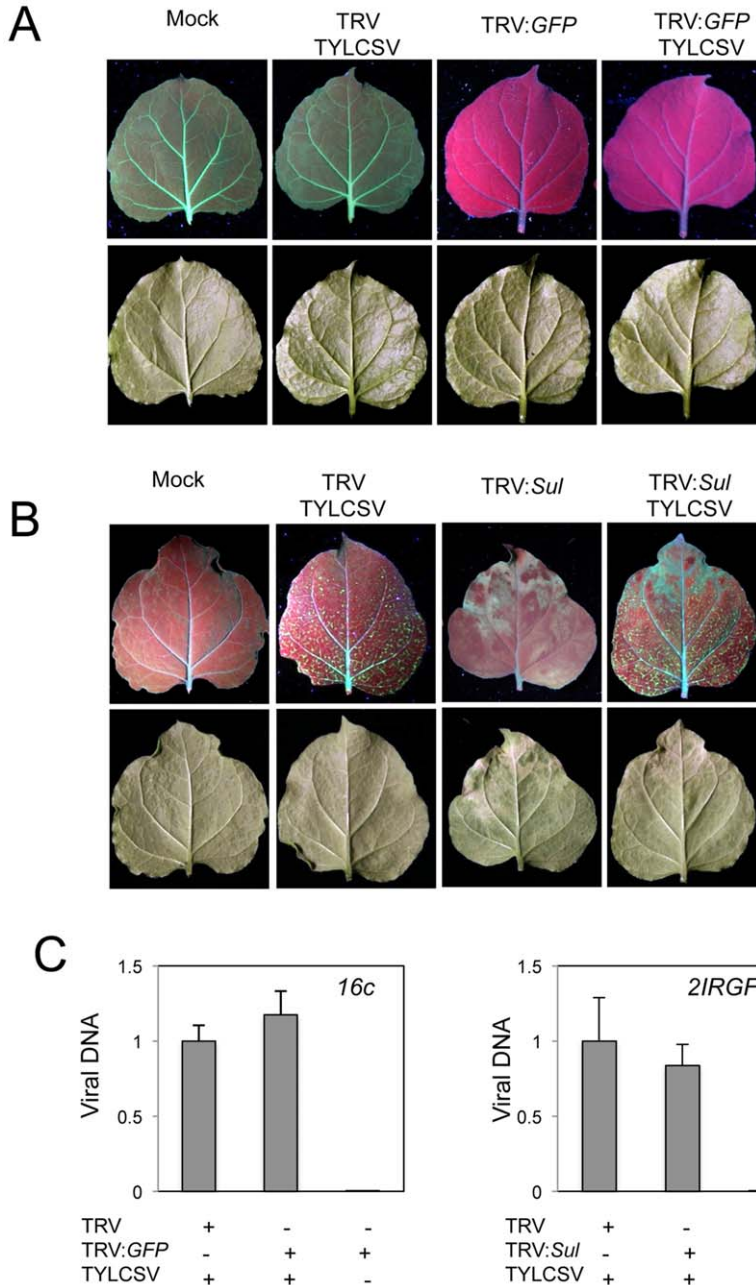 A
Mock
TRV
TYLCSV
TRV:GFP
TRV:GFP
TYLCSV
B
Mock
TRV
TYLCSV
TRV:Sul
TRV:Sul
TYLCSV
C
Viral DNA
1.5
1
0.5
0
16c
TRV + - -
TRV:GFP - + +
TYLCSV + + -
Viral DNA
1.5
1
0.5
0
2IRGF
TRV + -
TRV:Sul - +
TYLCSV + +